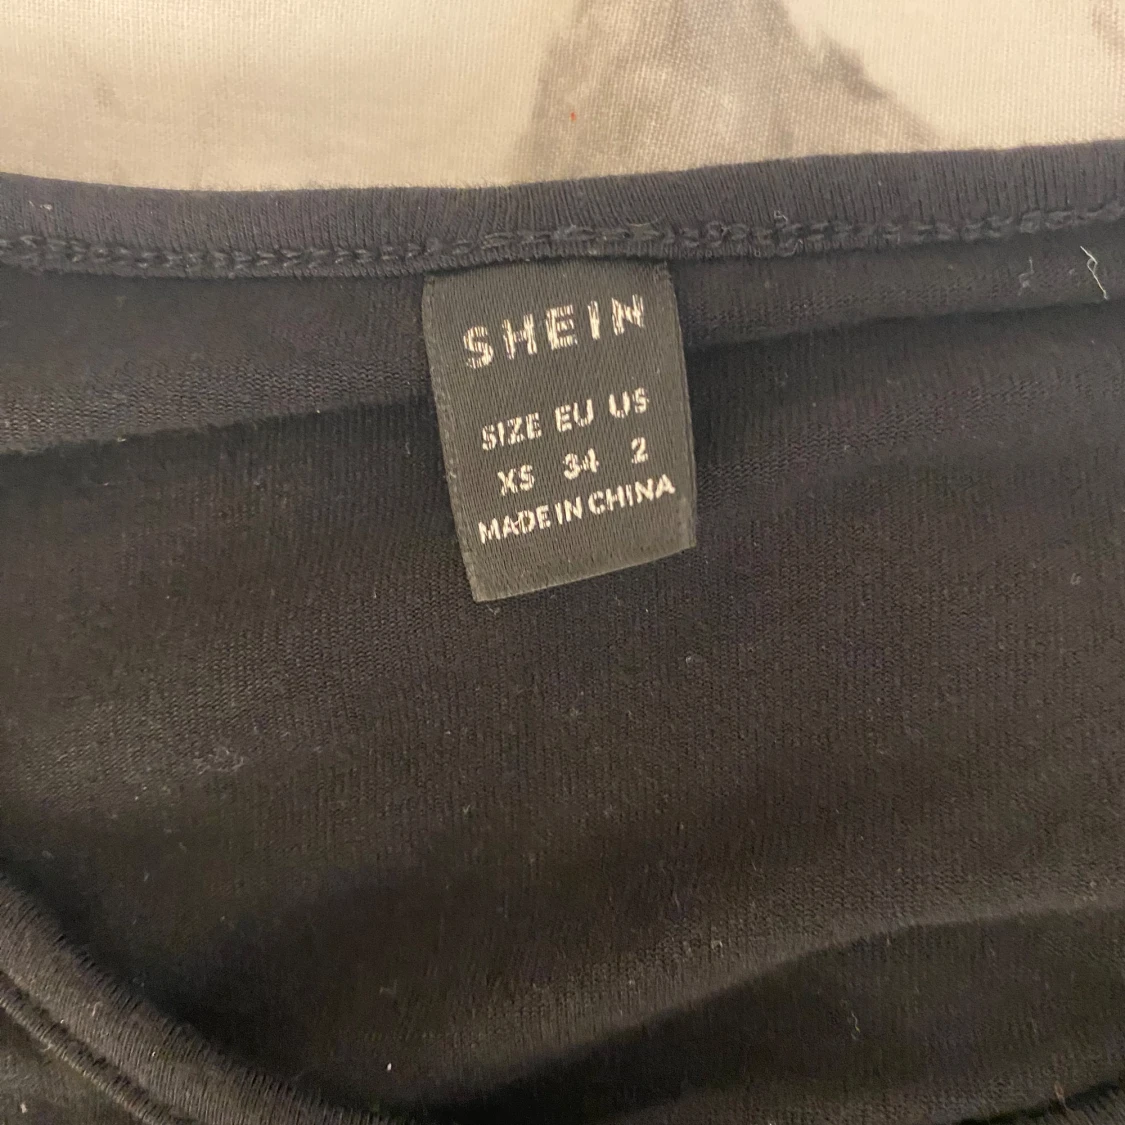 SHEIN
SIZE EU US
XS 34 2
MADE IN CHINA